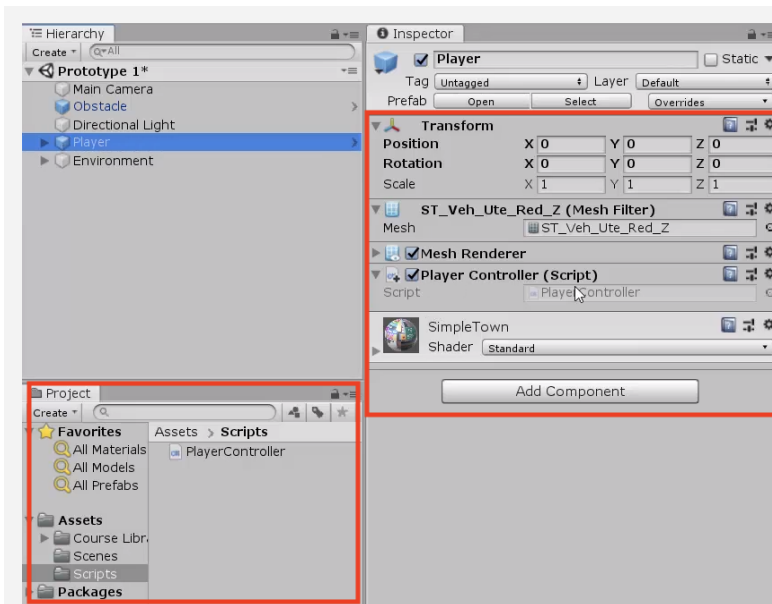 Hierarchy
Create
All
Prototype 1*
Main Camera
Obstacle
Directional Light
Player
Environment
Inspector
Player
Static
Tag Untagged Layer Default
Prefab Open Select Overrides
Transform
Position X 0 Y 0 Z 0
Rotation X 0 Y 0 Z 0
Scale X 1 Y 1 Z 1
ST_Veh_Ute_Red_Z (Mesh Filter)
Mesh ST_Veh_Ute_Red_Z
Mesh Renderer
Player Controller (Script)
Script PlayerController
SimpleTown
Shader Standard
Add Component
Project
Create
Favorites
All Materials
All Models
All Prefabs
Assets
Course Libr
Scenes
Scripts
Packages
Assets > Scripts
PlayerController